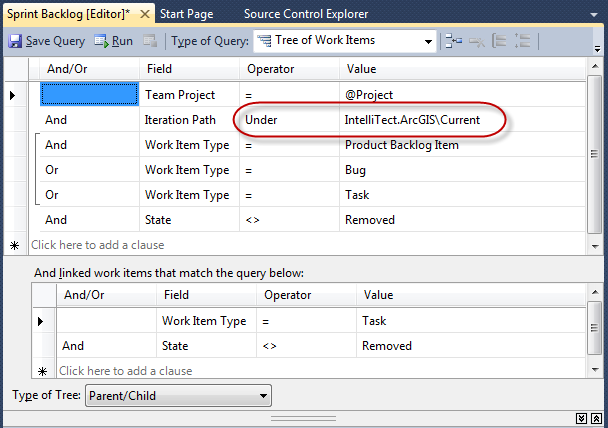 Sprint Backlog [Editor]* Start Page Source Control Explorer
Save Query Run Type of Query: Tree of Work Items
And/Or Field Operator Value
Team Project = @Project
And Iteration Path Under IntelliTect.ArcGIS\Current
And Work Item Type = Product Backlog Item
Or Work Item Type = Bug
Or Work Item Type = Task
And State <> Removed
Click here to add a clause
And linked work items that match the query below:
And/Or Field Operator Value
Work Item Type = Task
And State <> Removed
Click here to add a clause
Type of Tree: Parent/Child